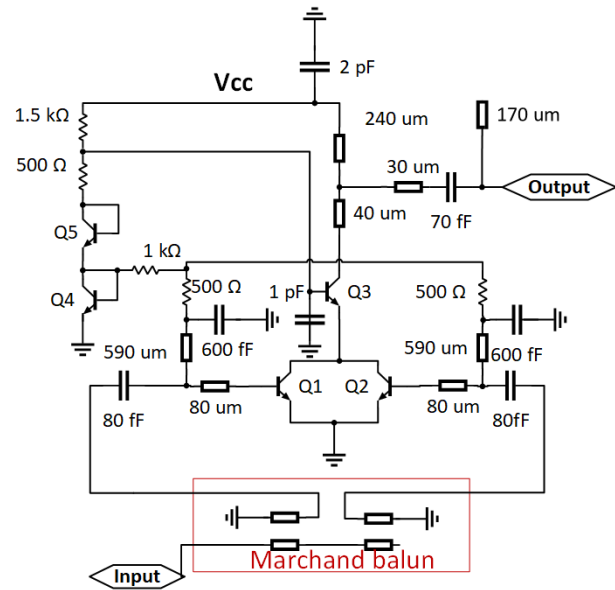 2 pF
Vcc
1.5 kΩ
240 um
170 um
500 Ω
30 um
Output
40 um
70 fF
Q5
1 kΩ
Q4
500 Ω
1 pF
Q3
500 Ω
590 um
600 fF
590 um
600 fF
Q1
Q2
80 fF
80 um
80 um
80fF
Marchand balun
Input